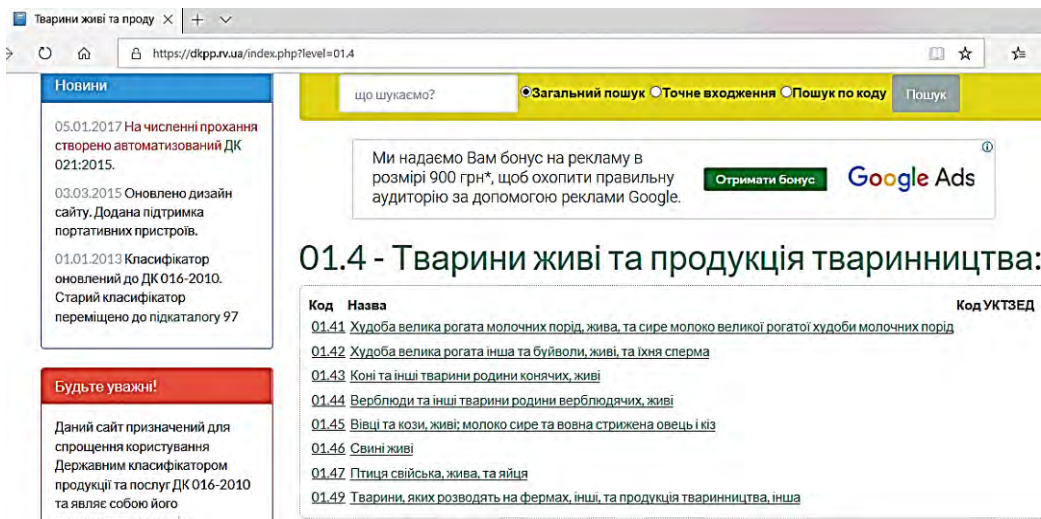 Тварини живі та проду
https://dkpp.rv.ua/index.php?level=01.4
Новини
05.01.2017 На численні прохання
створено автоматизований ДК
021:2015.
03.03.2015 Оновлено дизайн
сайту. Додана підтримка
портативних пристроїв.
01.01.2013 Класифікатор
оновлений до ДК 016-2010.
Старий класифікатор
переміщено до підкаталогу 97
Будьте уважні!
Даний сайт призначений для
спрощення користування
Державним класифікатором
продукції та послуг ДК 016-2010
та являє собою його
що шукаємо? Загальний пошук Точне входження Пошук по коду Пошук
Ми надаємо Вам бонус на рекламу в
розмірі 900 грн*, щоб охопити правильну
аудиторію за допомогою реклами Google.
Отримати бонус
Google Ads
01.4 - Тварини живі та продукція тваринництва:
Код Назва Код УКТЗЕД
01.41 Худоба велика рогата молочних порід, жива, та сире молоко великої рогатої худоби молочних порід
01.42 Худоба велика рогата інша та буйволи, живі, та їхня сперма
01.43 Коні та інші тварини родини конячих, живі
01.44 Верблюди та інші тварини родини верблюдячих, живі
01.45 Вівці та кози, живі; молоко сире та вовна стрижена овець і кіз
01.46 Свині живі
01.47 Птиця свійська, жива, та яйця
01.49 Тварини, яких розводять на фермах, інші, та продукція тваринництва, інша